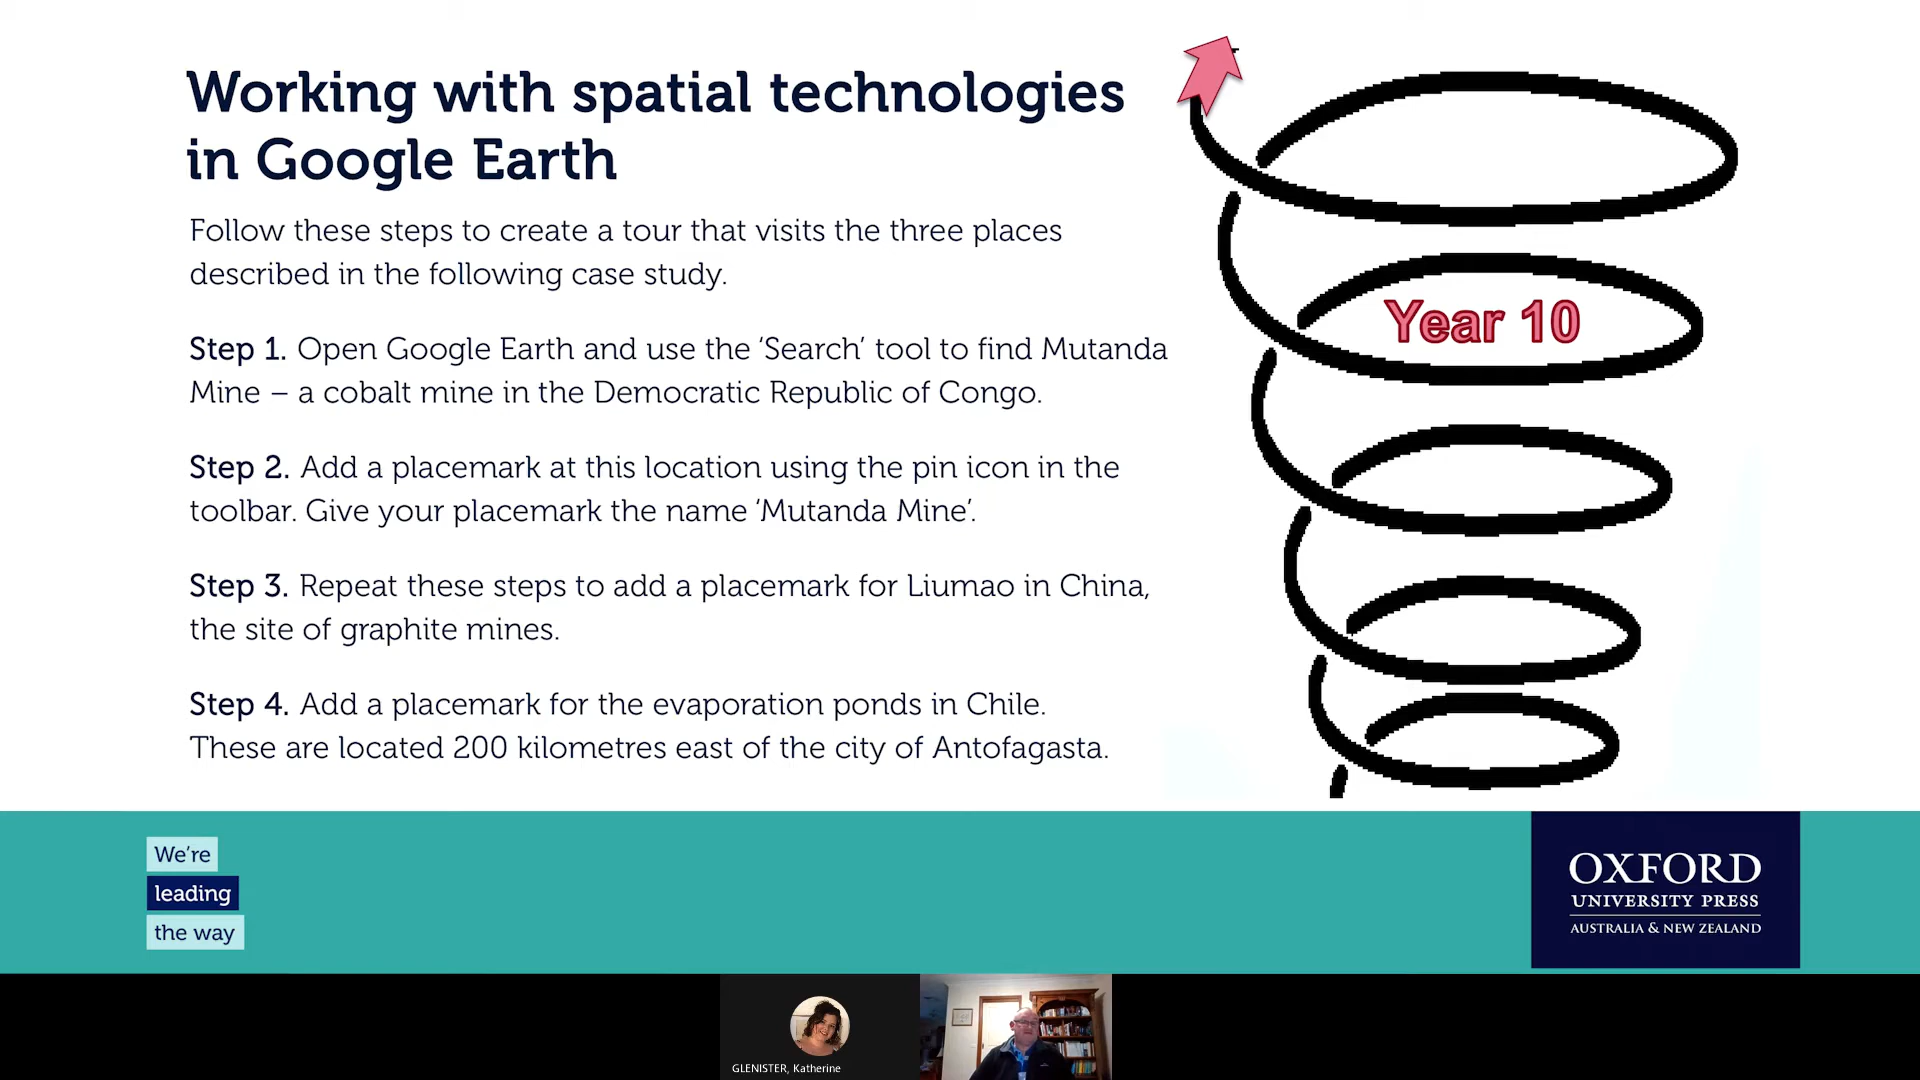 Working with spatial technologies
in Google Earth
Follow these steps to create a tour that visits the three places
described in the following case study.
Step 1. Open Google Earth and use the ‘Search’ tool to find Mutanda
Mine – a cobalt mine in the Democratic Republic of Congo.
Step 2. Add a placemark at this location using the pin icon in the
toolbar. Give your placemark the name ‘Mutanda Mine’.
Step 3. Repeat these steps to add a placemark for Liumao in China,
the site of graphite mines.
Step 4. Add a placemark for the evaporation ponds in Chile.
These are located 200 kilometres east of the city of Antofagasta.
Year 10
We’re
leading
the way
OXFORD
UNIVERSITY PRESS
AUSTRALIA & NEW ZEALAND
GLENISTER, Katherine